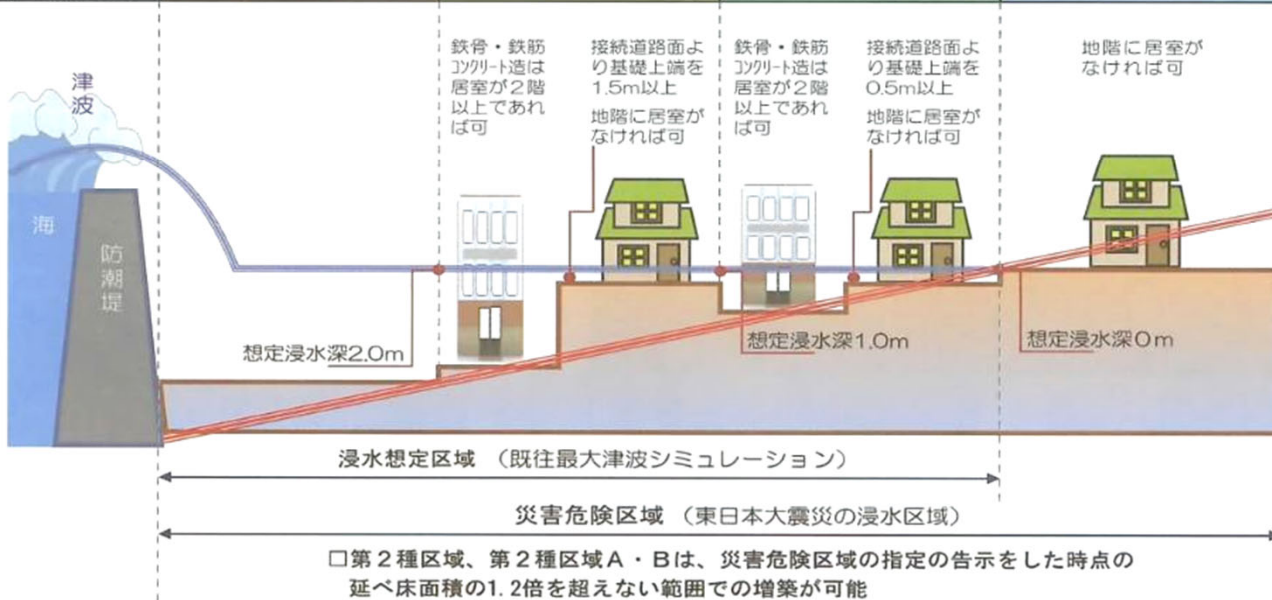 鉄骨・鉄筋
コンクリート造は
居室が2階
以上であれ
ば可
接続道路面よ
り基礎上端を
1.5m以上
地階に居室が
なければ可
鉄骨・鉄筋
コンクリート造は
居室が2階
以上であれ
ば可
接続道路面よ
り基礎上端を
0.5m以上
地階に居室が
なければ可
地階に居室が
なければ可
津波
海
防潮堤
想定浸水深2.0m
想定浸水深1.0m
想定浸水深0m
浸水想定区域 (既往最大津波シミュレーション)
災害危険区域 (東日本大震災の浸水区域)
□第2種区域、第2種区域A・Bは、災害危険区域の指定の告示をした時点の
延べ床面積の1.2倍を超えない範囲での増築が可能